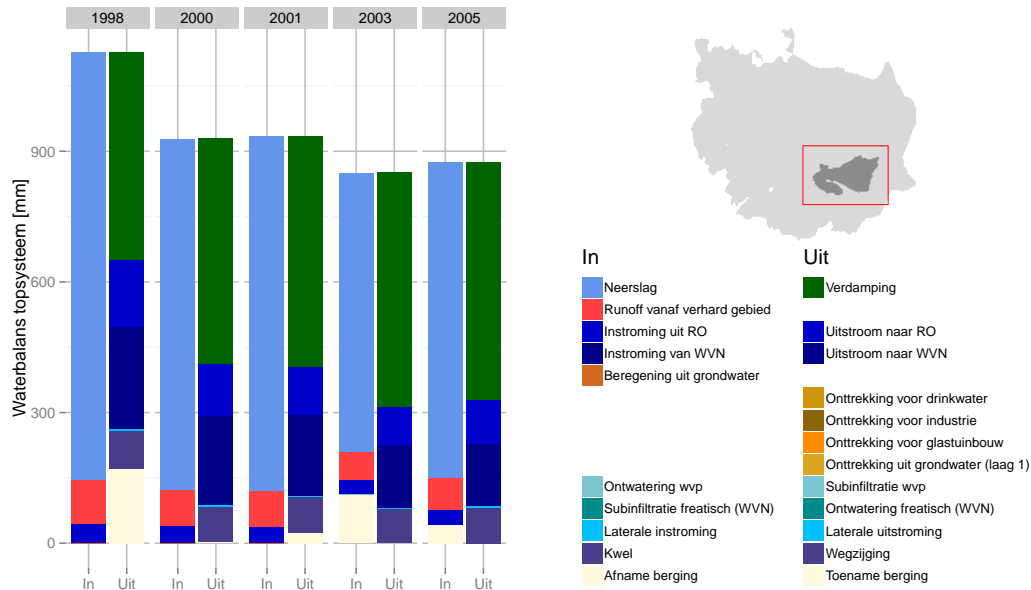 1998 2000 2001 2003 2005
Waterbalans topsysteem [mm]
900
600
300
0
In Uit In Uit In Uit In Uit In Uit
In
Neerslag
Runoff vanaf verhard gebied
Instroming uit RO
Instroming van WVN
Beregening uit grondwater
Ontwatering wvp
Subinfiltratie freatisch (WVN)
Laterale instroming
Kwel
Afname berging
Uit
Verdamping
Uitstroom naar RO
Uitstroom naar WVN
Onttrekking voor drinkwater
Onttrekking voor industrie
Onttrekking voor glastuinbouw
Onttrekking uit grondwater (laag 1)
Subinfiltratie wvp
Ontwatering freatisch (WVN)
Laterale uitstroming
Wegzijging
Toename berging